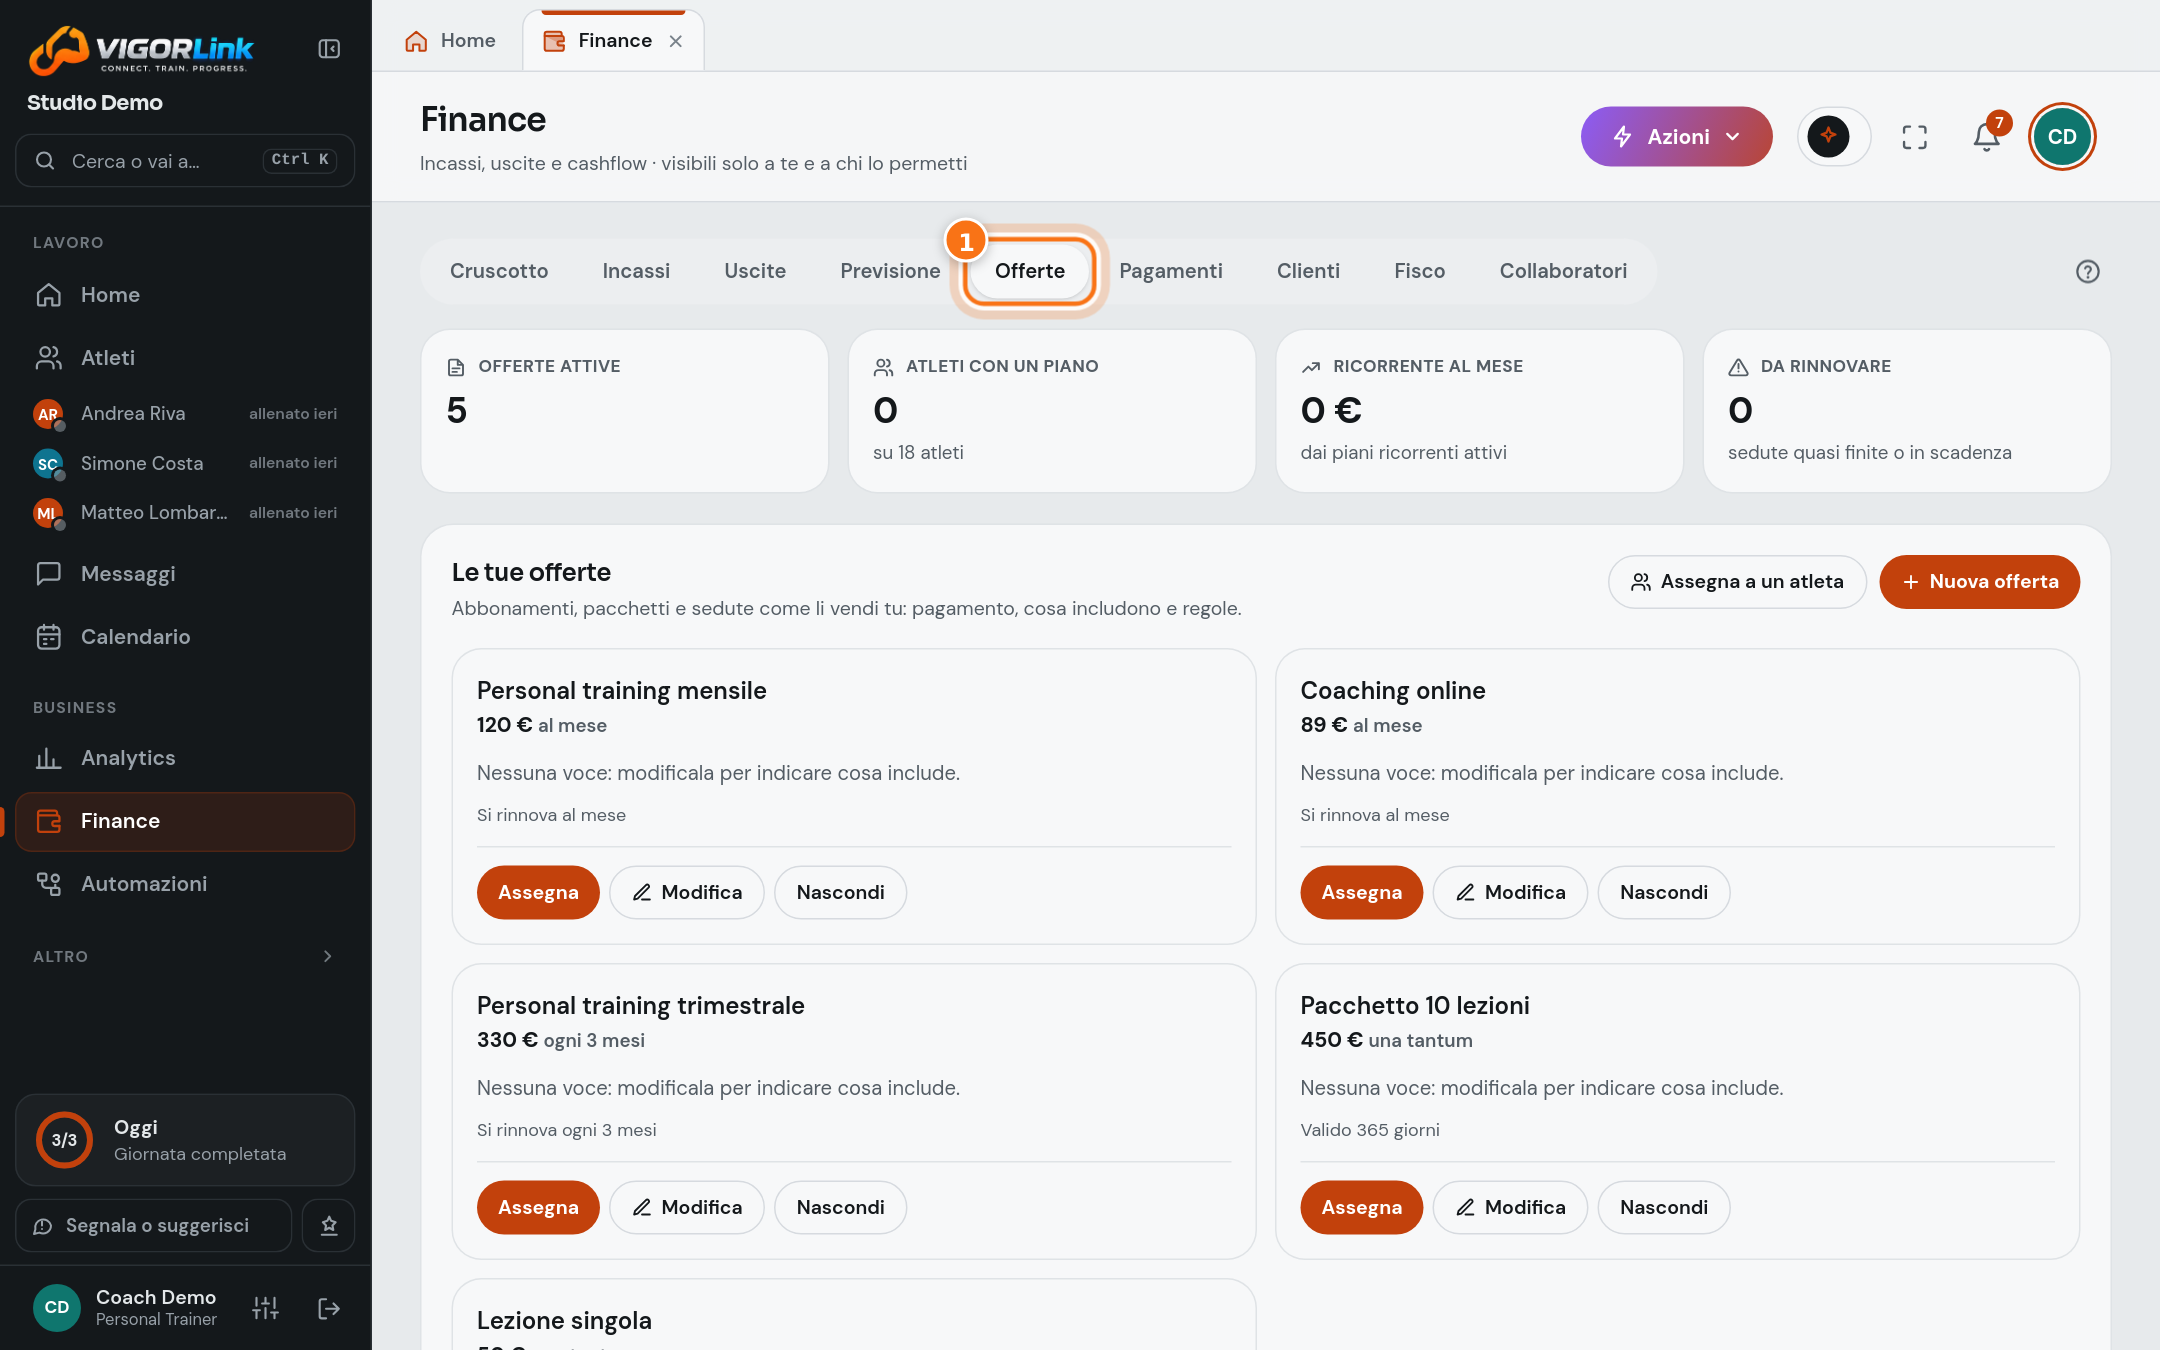 VIGORLink
CONNECT. TRAIN. PROGRESS.
Studio Demo
Cerca o vai a... Ctrl K
LAVORO
Home
Atleti
AR Andrea Riva allenato ieri
SC Simone Costa allenato ieri
ML Matteo Lombar... allenato ieri
Messaggi
Calendario
BUSINESS
Analytics
Finance
Automazioni
ALTRO
3/3
Oggi
Giornata completata
Segnala o suggerisci
CD
Coach Demo
Personal Trainer
Home
Finance
Finance
Incassi, uscite e cashflow · visibili solo a te e a chi lo permetti
Azioni
7
CD
1
Cruscotto Incassi Uscite Previsione Offerte Pagamenti Clienti Fisco Collaboratori
OFFERTE ATTIVE
5
ATLETI CON UN PIANO
0
su 18 atleti
RICORRENTE AL MESE
0 €
dai piani ricorrenti attivi
DA RINNOVARE
0
sedute quasi finite o in scadenza
Le tue offerte
Abbonamenti, pacchetti e sedute come li vendi tu: pagamento, cosa includono e regole.
Assegna a un atleta
+ Nuova offerta
Personal training mensile
120 € al mese
Nessuna voce: modificala per indicare cosa include.
Si rinnova al mese
Assegna Modifica Nascondi
Coaching online
89 € al mese
Nessuna voce: modificala per indicare cosa include.
Si rinnova al mese
Assegna Modifica Nascondi
Personal training trimestrale
330 € ogni 3 mesi
Nessuna voce: modificala per indicare cosa include.
Si rinnova ogni 3 mesi
Assegna Modifica Nascondi
Pacchetto 10 lezioni
450 € una tantum
Nessuna voce: modificala per indicare cosa include.
Valido 365 giorni
Assegna Modifica Nascondi
Lezione singola